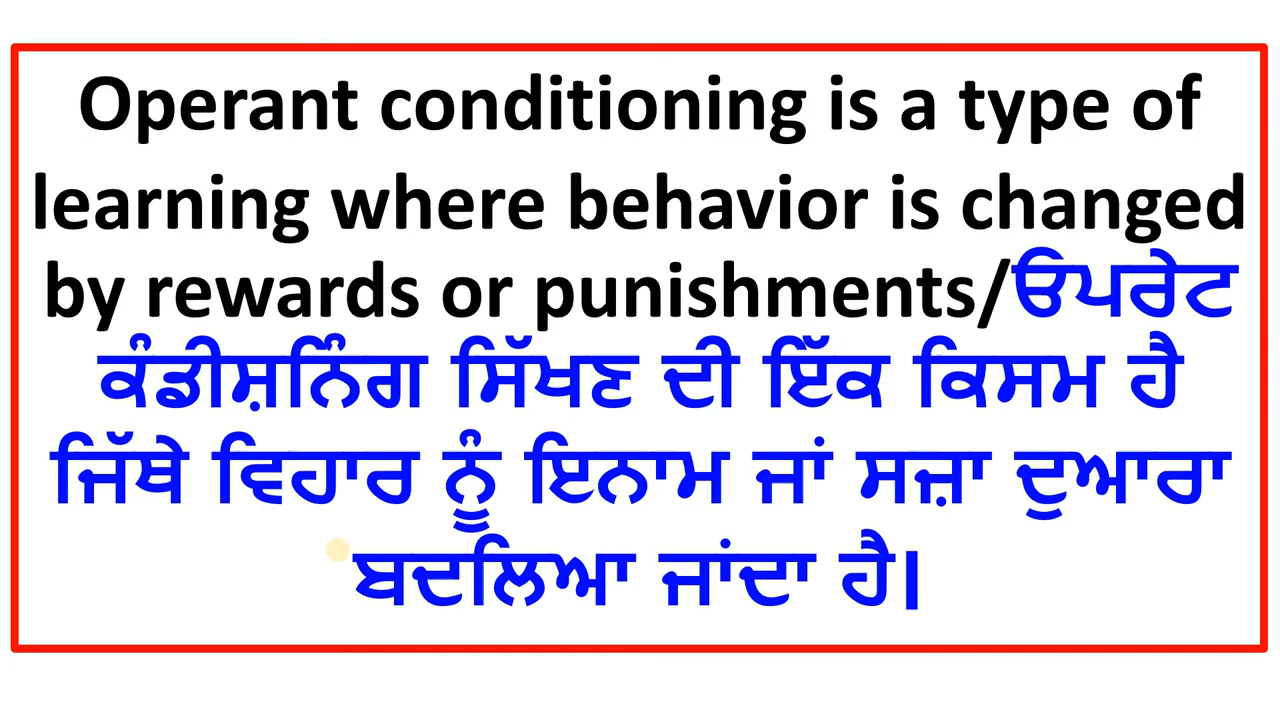 Operant conditioning is a type of
learning where behavior is changed
by rewards or punishments/ਓਪਰੇਟ
ਕੰਡੀਸ਼ਨਿੰਗ ਸਿੱਖਣ ਦੀ ਇੱਕ ਕਿਸਮ ਹੈ
ਜਿੱਥੇ ਵਿਹਾਰ ਨੂੰ ਇਨਾਮ ਜਾਂ ਸਜ਼ਾ ਦੁਆਰਾ
ਬਦਲਿਆ ਜਾਂਦਾ ਹੈ।